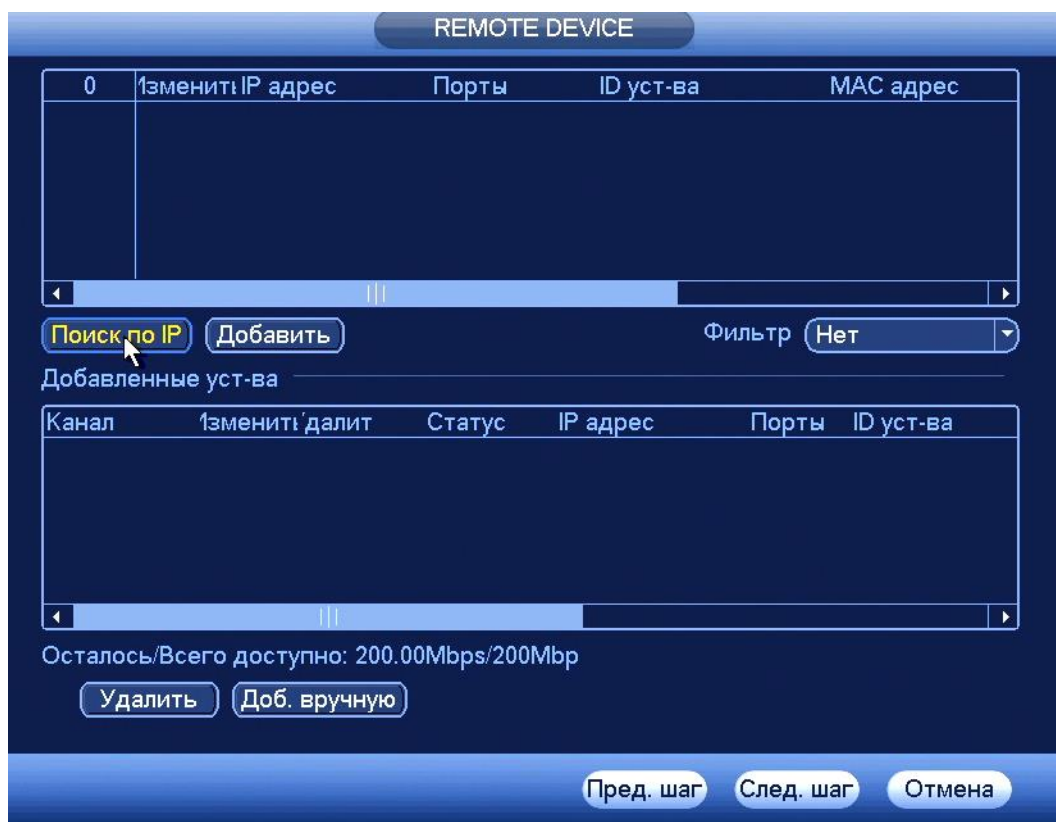 REMOTE DEVICE
0 Изменить IP адрес Порты ID уст-ва MAC адрес
Поиск по IP Добавить Фильтр Нет
Добавленные уст-ва
Канал Изменить далит Статус IP адрес Порты ID уст-ва
Осталось/Всего доступно: 200.00Mbps/200Mbp
Удалить Доб. вручную
Пред. шаг След. шаг Отмена